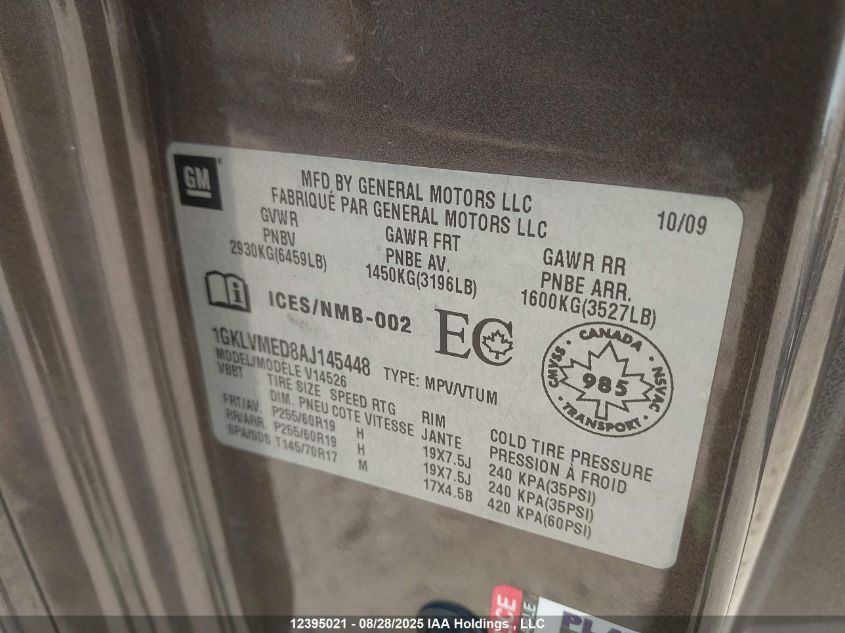 GM
MFD BY GENERAL MOTORS LLC
FABRIQUÉ PAR GENERAL MOTORS LLC
10/09
GVWR
PNBV
2930KG(6459LB)
GAWR FRT
PNBE AV.
1450KG(3196LB)
GAWR RR
PNBE ARR.
1600KG(3527LB)
ICES/NMB-002
EC
CANADA
CMVSS
NSVAC
985
TRANSPORT
1GKLVMED8AJ145448 TYPE: MPV/VTUM
MODEL/MODÈLE V14526
VBBT TIRE SIZE SPEED RTG RIM COLD TIRE PRESSURE
DIM. PNEU COTE VITESSE JANTE PRESSION À FROID
FRT/AV. P255/60R19 H 19X7.5J 240 KPA(35PSI)
RR/ARR. P255/60R19 H 19X7.5J 240 KPA(35PSI)
SPA/SDS T145/70R17 M 17X4.5B 420 KPA(60PSI)
12395021 - 08/28/2025 IAA Holdings , LLC